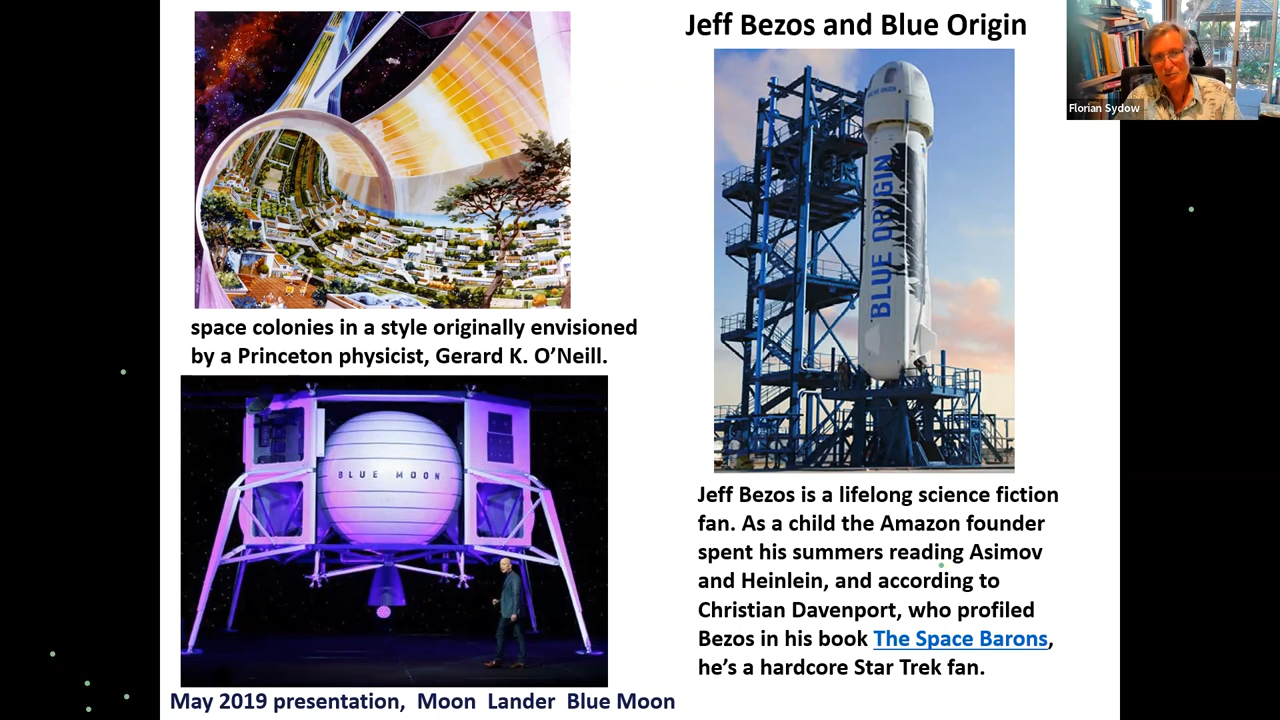 Jeff Bezos and Blue Origin
Florian Sydow
BLUE ORIGIN
space colonies in a style originally envisioned
by a Princeton physicist, Gerard K. O’Neill.
BLUE MOON
May 2019 presentation, Moon Lander Blue Moon
Jeff Bezos is a lifelong science fiction
fan. As a child the Amazon founder
spent his summers reading Asimov
and Heinlein, and according to
Christian Davenport, who profiled
Bezos in his book The Space Barons,
he’s a hardcore Star Trek fan.